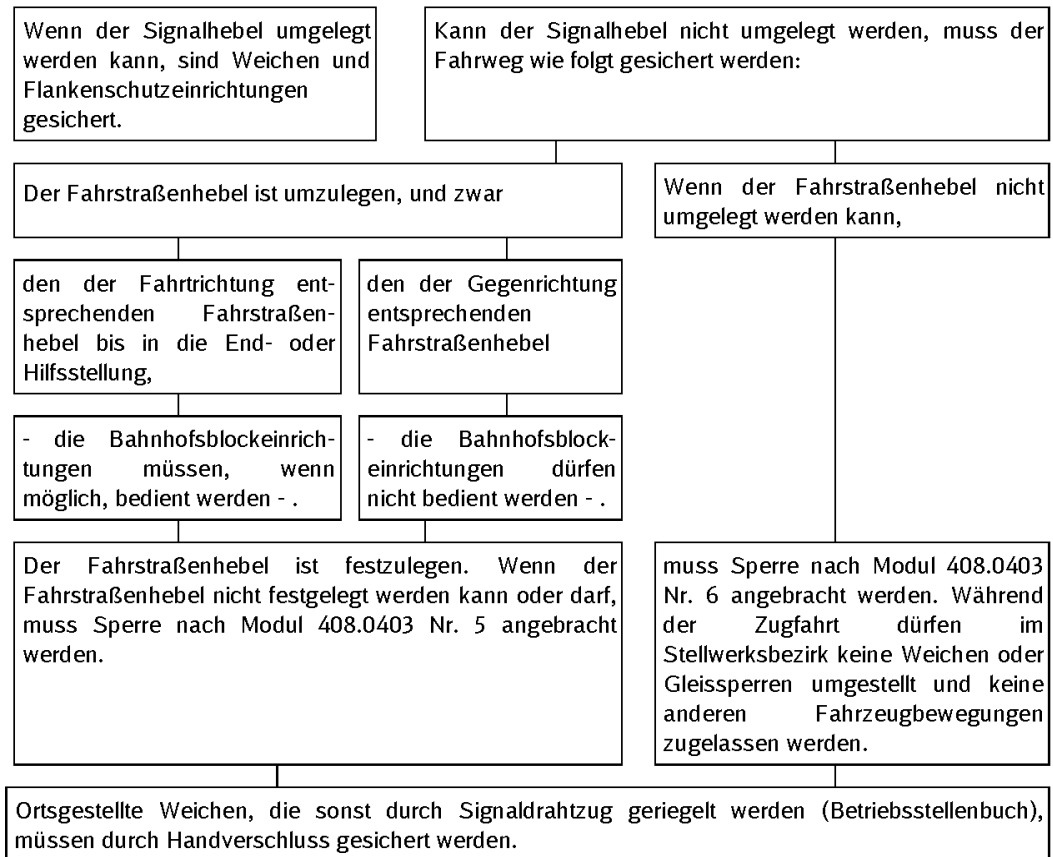 Wenn der Signalhebel umgelegt
werden kann, sind Weichen und
Flankenschutzeinrichtungen
gesichert.
Kann der Signalhebel nicht umgelegt werden, muss der
Fahrweg wie folgt gesichert werden:
Der Fahrstraßenhebel ist umzulegen, und zwar
Wenn der Fahrstraßenhebel nicht
umgelegt werden kann,
den der Fahrtrichtung ent-
sprechenden Fahrstraßen-
hebel bis in die End- oder
Hilfsstellung,
den der Gegenrichtung
entsprechenden
Fahrstraßenhebel
- die Bahnhofsblockeinrich-
tungen müssen, wenn
möglich, bedient werden - .
- die Bahnhofsblock-
einrichtungen dürfen
nicht bedient werden - .
Der Fahrstraßenhebel ist festzulegen. Wenn der
Fahrstraßenhebel nicht festgelegt werden kann oder darf,
muss Sperre nach Modul 408.0403 Nr. 5 angebracht
werden.
muss Sperre nach Modul 408.0403
Nr. 6 angebracht werden. Während
der Zugfahrt dürfen im
Stellwerksbezirk keine Weichen oder
Gleissperren umgestellt und keine
anderen Fahrzeugbewegungen
zugelassen werden.
Ortsgestellte Weichen, die sonst durch Signaldrahtzug geriegelt werden (Betriebsstellenbuch),
müssen durch Handverschluss gesichert werden.